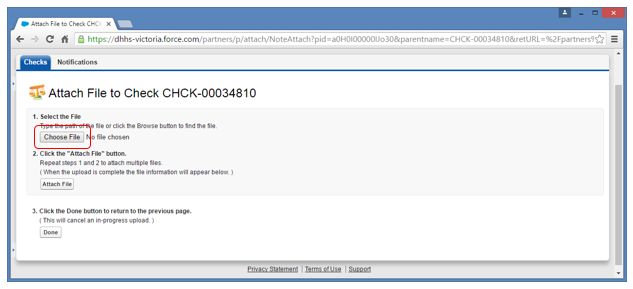 Attach File to Check CHCK
https://dhhs-victoria.force.com/partners/p/attach/NoteAttach?pid=a0H0I00000Uo30&parentname=CHCK-00034810&retURL=%2Fpartners%
Checks Notifications
Attach File to Check CHCK-00034810
1. Select the File
Type the path of the file or click the Browse button to find the file.
Choose File No file chosen
2. Click the "Attach File" button.
Repeat steps 1 and 2 to attach multiple files.
( When the upload is complete the file information will appear below. )
Attach File
3. Click the Done button to return to the previous page.
( This will cancel an in-progress upload. )
Done
Privacy Statement | Terms of Use | Support